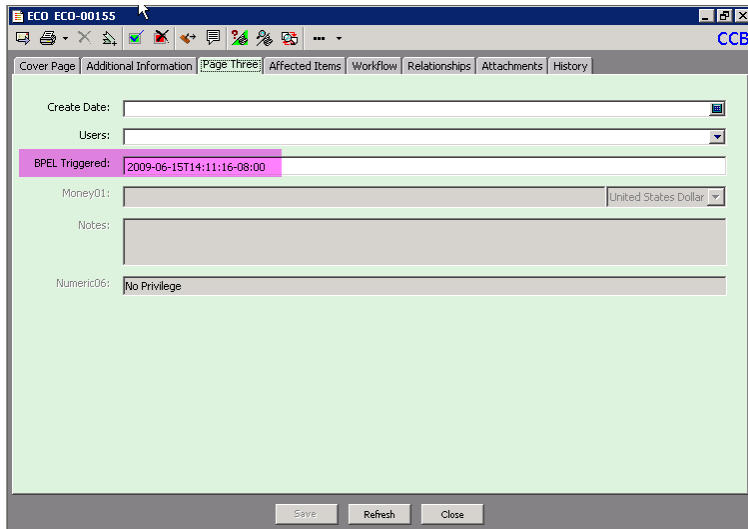 ECO ECO-00155
CCB
Cover Page Additional Information Page Three Affected Items Workflow Relationships Attachments History
Create Date:
Users:
BPEL Triggered: 2009-06-15T14:11:16-08:00
Money01: United States Dollar
Notes:
Numeric06: No Privilege
Save Refresh Close